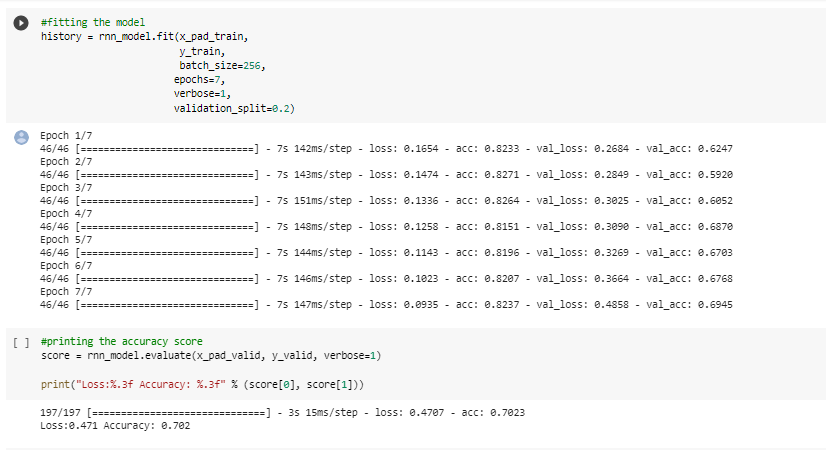 #fitting the model
history = rnn_model.fit(x_pad_train,
y_train,
batch_size=256,
epochs=7,
verbose=1,
validation_split=0.2)
Epoch 1/7
46/46 [==============================] - 7s 142ms/step - loss: 0.1654 - acc: 0.8233 - val_loss: 0.2684 - val_acc: 0.6247
Epoch 2/7
46/46 [==============================] - 7s 143ms/step - loss: 0.1474 - acc: 0.8271 - val_loss: 0.2849 - val_acc: 0.5920
Epoch 3/7
46/46 [==============================] - 7s 151ms/step - loss: 0.1336 - acc: 0.8264 - val_loss: 0.3025 - val_acc: 0.6052
Epoch 4/7
46/46 [==============================] - 7s 148ms/step - loss: 0.1258 - acc: 0.8151 - val_loss: 0.3090 - val_acc: 0.6870
Epoch 5/7
46/46 [==============================] - 7s 144ms/step - loss: 0.1143 - acc: 0.8196 - val_loss: 0.3269 - val_acc: 0.6703
Epoch 6/7
46/46 [==============================] - 7s 146ms/step - loss: 0.1023 - acc: 0.8207 - val_loss: 0.3664 - val_acc: 0.6768
Epoch 7/7
46/46 [==============================] - 7s 147ms/step - loss: 0.0935 - acc: 0.8237 - val_loss: 0.4858 - val_acc: 0.6945
[ ] #printing the accuracy score
score = rnn_model.evaluate(x_pad_valid, y_valid, verbose=1)
print("Loss:%.3f Accuracy: %.3f" % (score[0], score[1]))
197/197 [==============================] - 3s 15ms/step - loss: 0.4707 - acc: 0.7023
Loss:0.471 Accuracy: 0.702